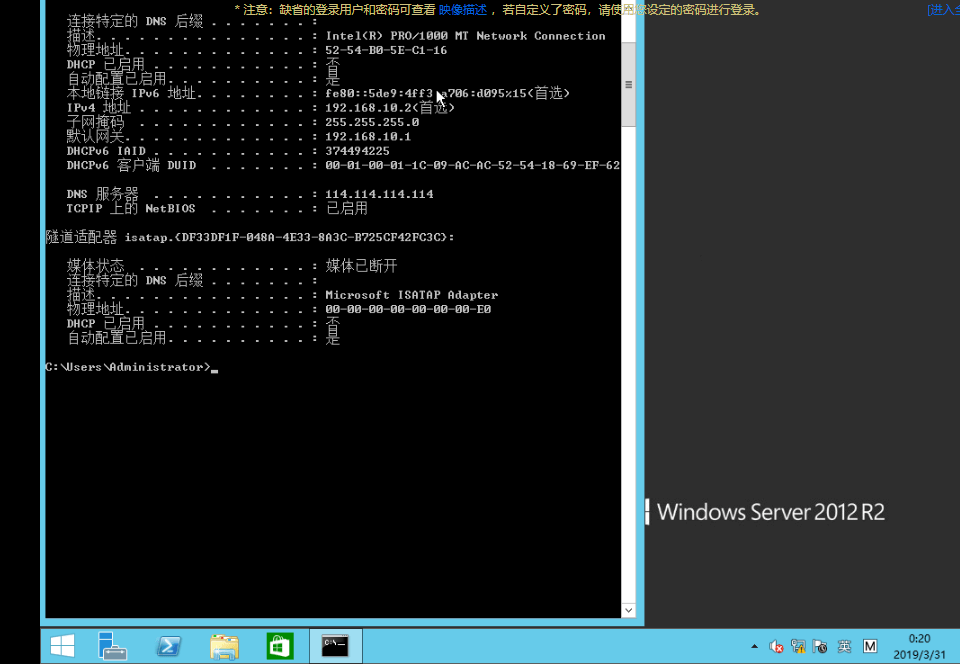 * 注意: 缺省的登录用户和密码可查看 映像描述 ，若自定义了密码，请使用您设定的密码进行登录。
[进入全
连接特定的 DNS 后缀 . . . . . . . :
描述. . . . . . . . . . . . . . . : Intel(R) PRO/1000 MT Network Connection
物理地址. . . . . . . . . . . . . : 52-54-B0-5E-C1-16
DHCP 已启用 . . . . . . . . . . . : 否
自动配置已启用. . . . . . . . . . : 是
本地链接 IPv6 地址. . . . . . . . : fe80::5de9:4ff3:a706:d095%15(首选)
IPv4 地址 . . . . . . . . . . . . : 192.168.10.2(首选)
子网掩码 . . . . . . . . . . . . : 255.255.255.0
默认网关. . . . . . . . . . . . . : 192.168.10.1
DHCPv6 IAID . . . . . . . . . . . : 374494225
DHCPv6 客户端 DUID . . . . . . . : 00-01-00-01-1C-09-AC-AC-52-54-18-69-EF-62
DNS 服务器 . . . . . . . . . . . : 114.114.114.114
TCPIP 上的 NetBIOS . . . . . . . : 已启用
隧道适配器 isatap.{DF33DF1F-048A-4E33-8A3C-B725CF42FC3C}:
媒体状态 . . . . . . . . . . . . : 媒体已断开
连接特定的 DNS 后缀 . . . . . . . :
描述. . . . . . . . . . . . . . . : Microsoft ISATAP Adapter
物理地址. . . . . . . . . . . . . : 00-00-00-00-00-00-00-E0
DHCP 已启用 . . . . . . . . . . . : 否
自动配置已启用. . . . . . . . . . : 是
C:\Users\Administrator>_
Windows Server 2012 R2
英
M
0:20
2019/3/31